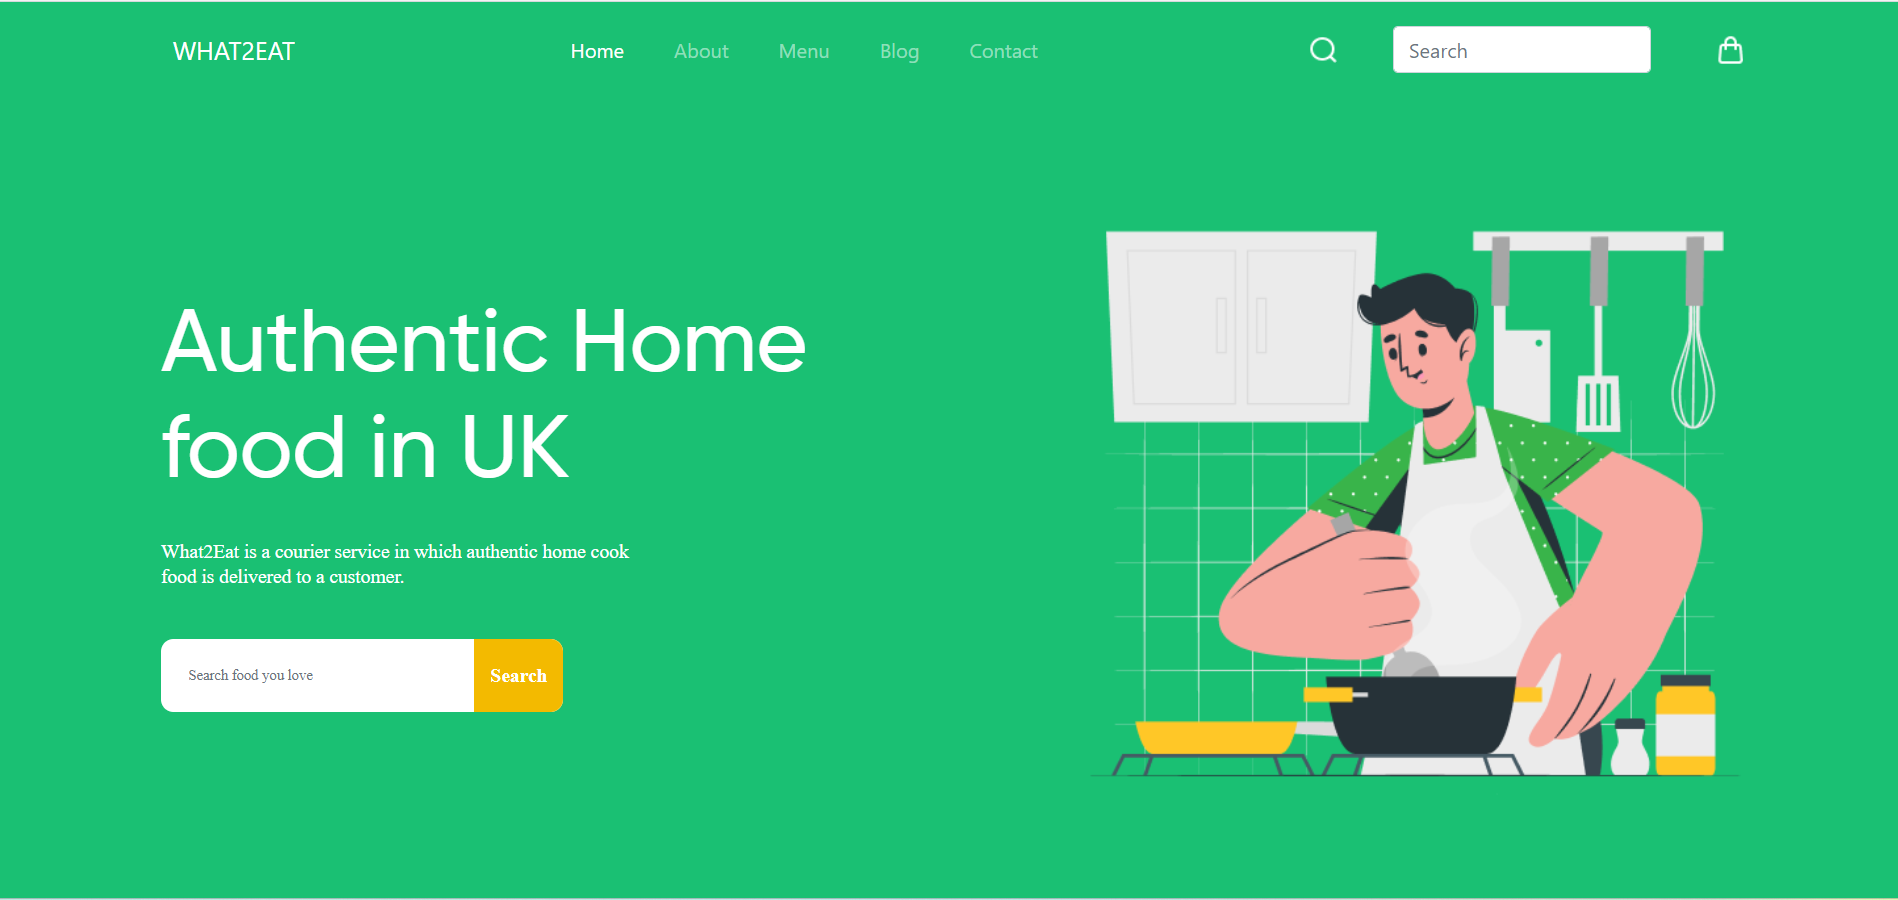 WHAT2EAT
Home About Menu Blog Contact
Search
Authentic Home
food in UK
What2Eat is a courier service in which authentic home cook
food is delivered to a customer.
Search food you love
Search